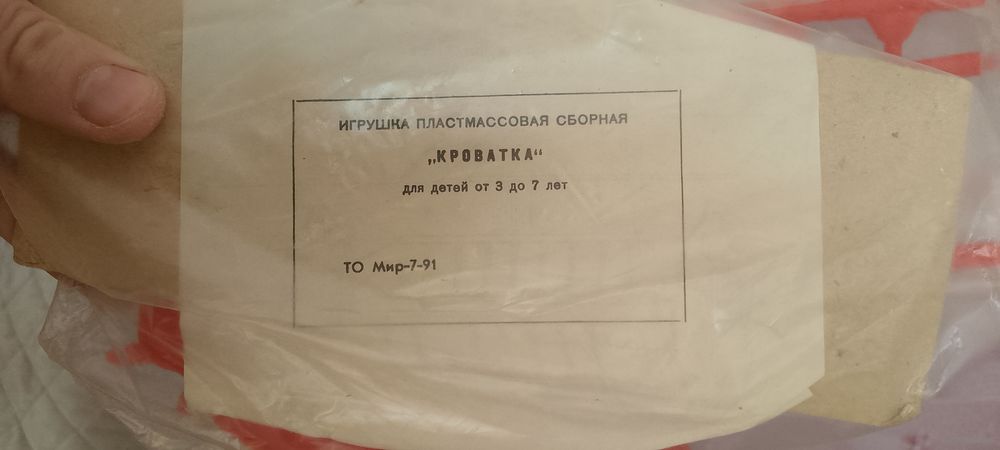 ИГРУШКА ПЛАСТМАССОВАЯ СБОРНАЯ
„КРОВАТКА“
для детей от 3 до 7 лет
ТО Мир-7-91